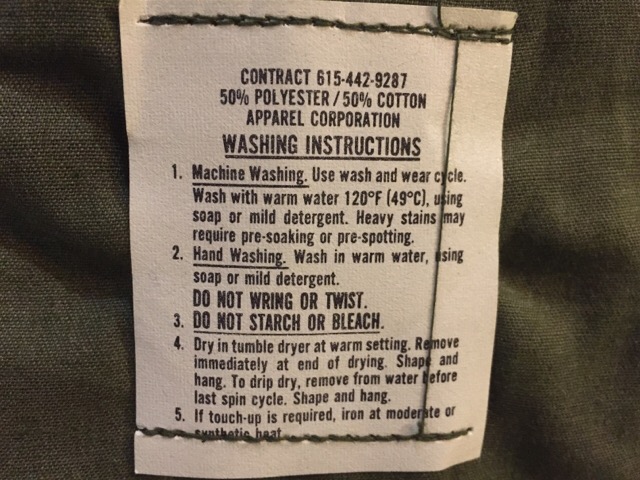 CONTRACT 615-442-9287
50% POLYESTER / 50% COTTON
APPAREL CORPORATION
WASHING INSTRUCTIONS
1. Machine Washing. Use wash and wear cycle.
Wash with warm water 120°F (49°C), using
soap or mild detergent. Heavy stains may
require pre-soaking or pre-spotting.
2. Hand Washing. Wash in warm water, using
soap or mild detergent.
DO NOT WRING OR TWIST.
3. DO NOT STARCH OR BLEACH.
4. Dry in tumble dryer at warm setting. Remove
immediately at end of drying. Shape and
hang. To drip dry, remove from water before
last spin cycle. Shape and hang.
5. If touch-up is required, iron at moderate or
synthetic heat